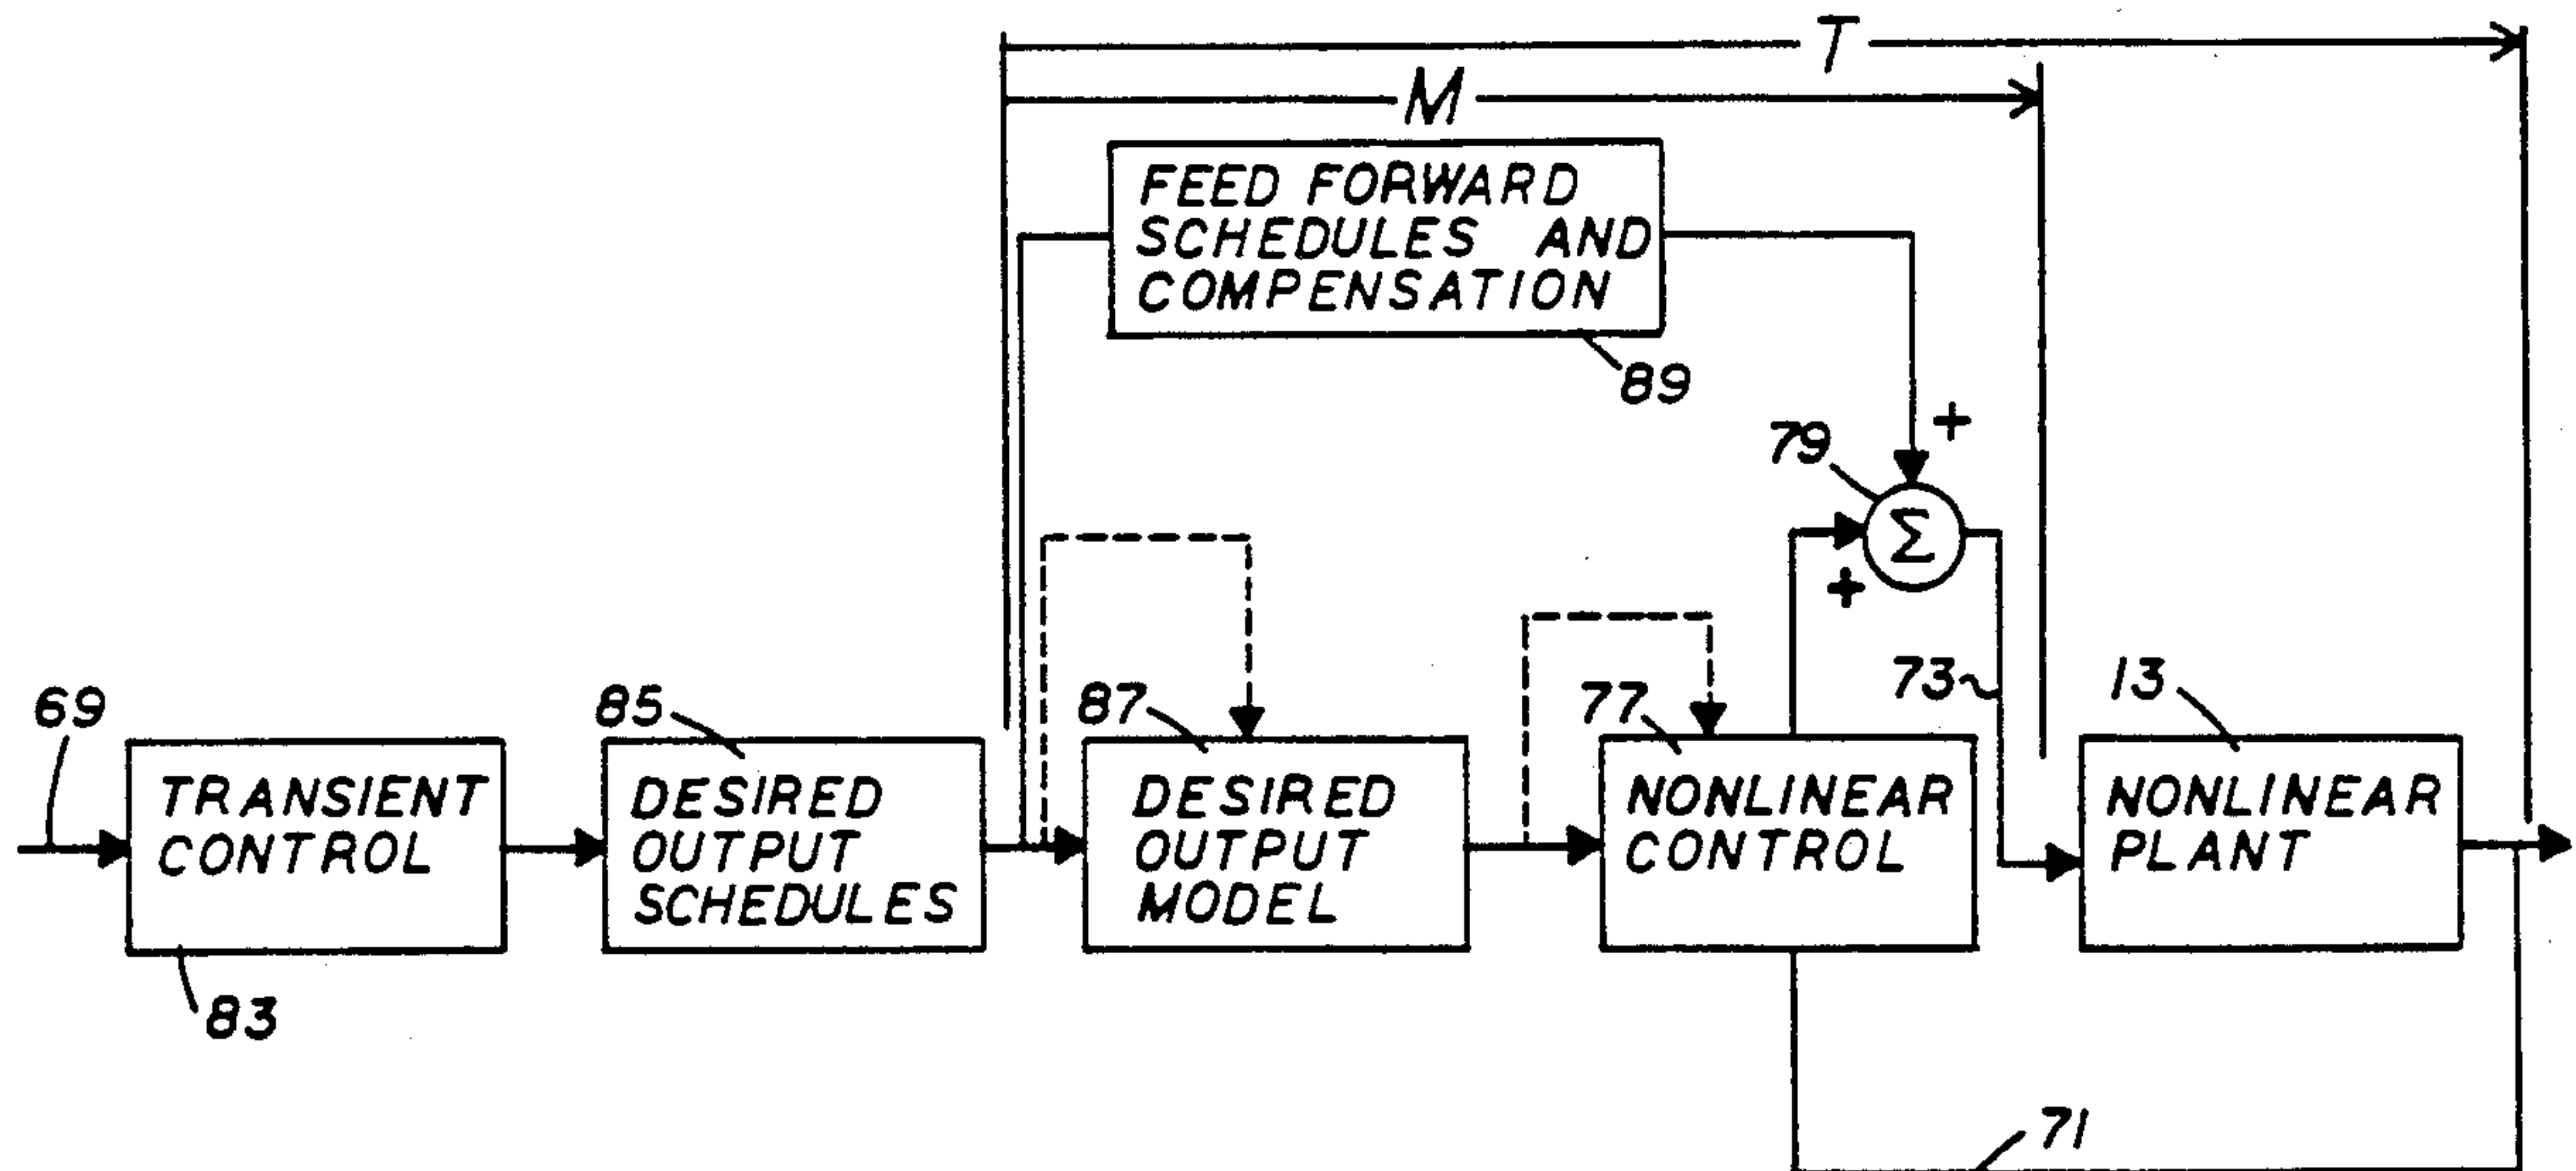 T
M
FEED FORWARD
SCHEDULES AND
COMPENSATION
89
+
79
Σ
+
69
85
87
77
73
13
TRANSIENT
CONTROL
DESIRED
OUTPUT
SCHEDULES
DESIRED
OUTPUT
MODEL
NONLINEAR
CONTROL
NONLINEAR
PLANT
83
71